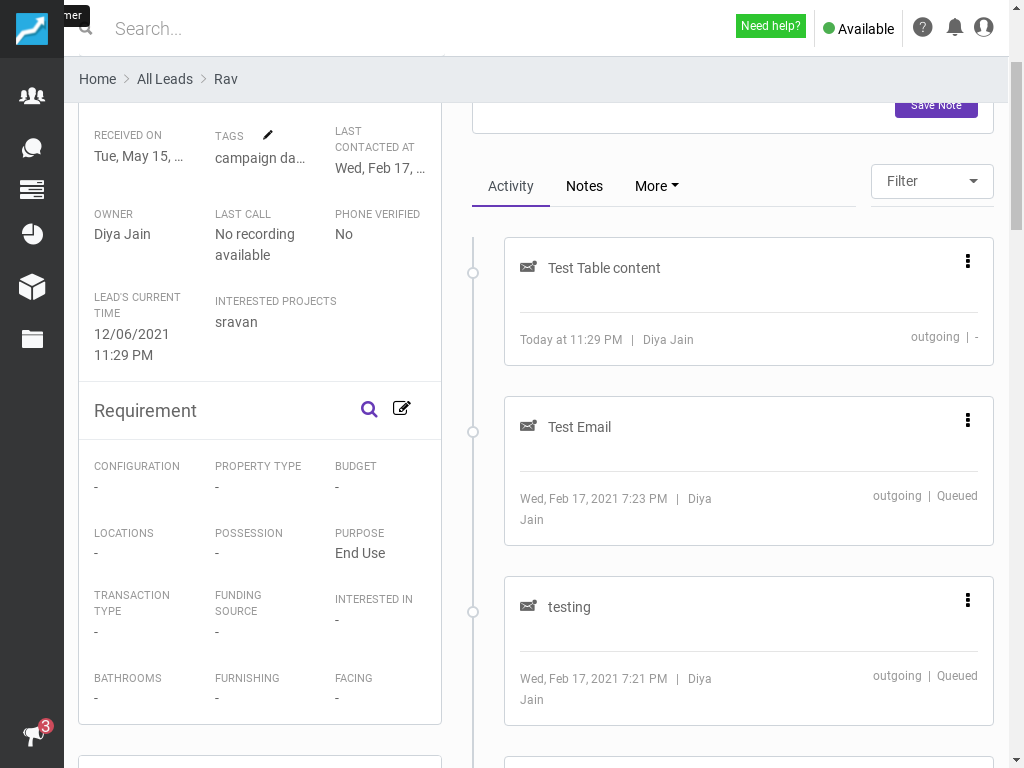 mer
Search...
Need help?
Available
Home
All Leads
Rav
Save Note
RECEIVED ON
Tue, May 15, ...
TAGS
campaign da...
LAST
CONTACTED AT
Wed, Feb 17, ...
OWNER
Diya Jain
LAST CALL
No recording
available
PHONE VERIFIED
No
LEAD'S CURRENT
TIME
12/06/2021
11:29 PM
INTERESTED PROJECTS
sravan
Requirement
CONFIGURATION
-
PROPERTY TYPE
-
BUDGET
-
LOCATIONS
-
POSSESSION
-
PURPOSE
End Use
TRANSACTION
TYPE
-
FUNDING
SOURCE
-
INTERESTED IN
-
BATHROOMS
-
FURNISHING
-
FACING
-
Activity
Notes
More
Filter
Test Table content
Today at 11:29 PM | Diya Jain
outgoing | -
Test Email
Wed, Feb 17, 2021 7:23 PM | Diya
Jain
outgoing | Queued
testing
Wed, Feb 17, 2021 7:21 PM | Diya
Jain
outgoing | Queued
3